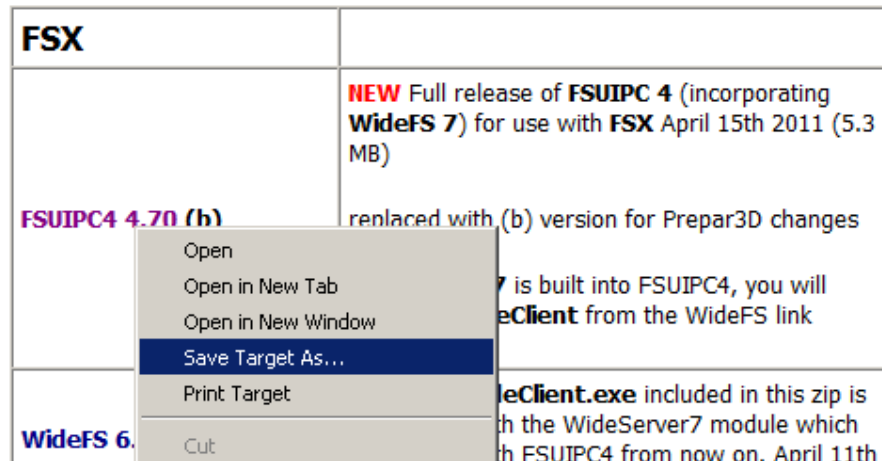 FSX
NEW Full release of FSUIPC 4 (incorporating
WideFS 7) for use with FSX April 15th 2011 (5.3
MB)
FSUIPC4 4.70 (b)
replaced with (b) version for Prepar3D changes
7 is built into FSUIPC4, you will
eClient from the WideFS link
Open
Open in New Tab
Open in New Window
Save Target As...
Print Target
Cut
WideFS 6.
eClient.exe included in this zip is
the WideServer7 module which
FSUIPC4 from now on. April 11th